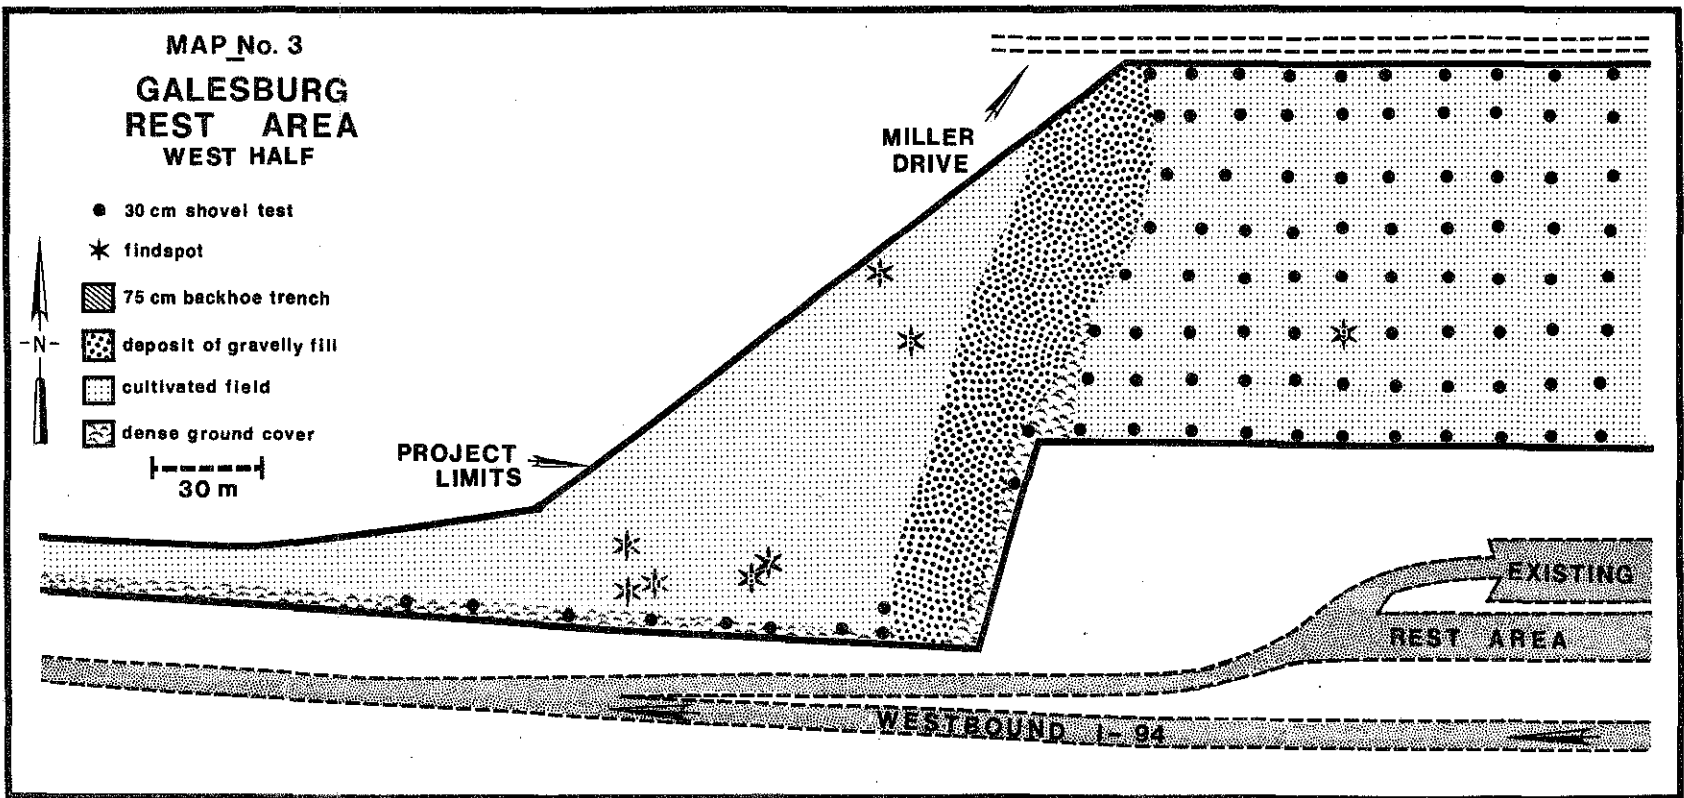 MAP No. 3
GALESBURG
REST AREA
WEST HALF
30 cm shovel test
findspot
75 cm backhoe trench
deposit of gravelly fill
cultivated field
dense ground cover
30 m
N
MILLER
DRIVE
PROJECT
LIMITS
EXISTING
REST AREA
WESTBOUND I-94